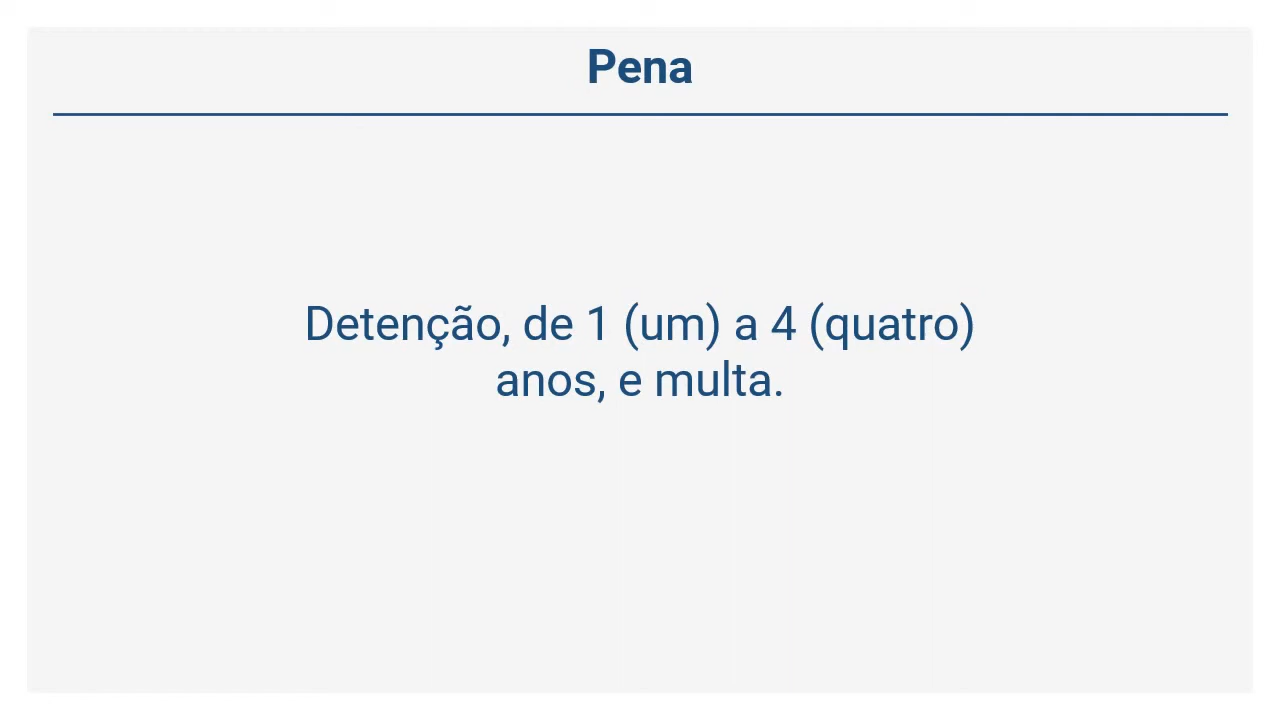 Pena
Detenção, de 1 (um) a 4 (quatro)
anos, e multa.